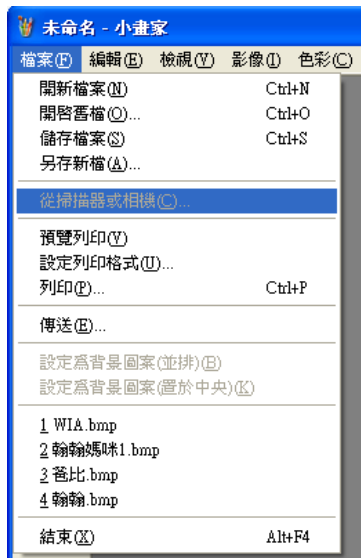 未命名 - 小畫家
檔案(F) 編輯(E) 檢視(V) 影像(I) 色彩(C)
開新檔案(N) Ctrl+N
開啓舊檔(O)... Ctrl+O
儲存檔案(S) Ctrl+S
另存新檔(A)...
從掃描器或相機(C)...
預覽列印(V)
設定列印格式(U)...
列印(P)... Ctrl+P
傳送(E)...
設定爲背景圖案(並排)(B)
設定爲背景圖案(置於中央)(K)
1 WIA.bmp
2 翰翰媽咪1.bmp
3 爸比.bmp
4 翰翰.bmp
結束(X) Alt+F4